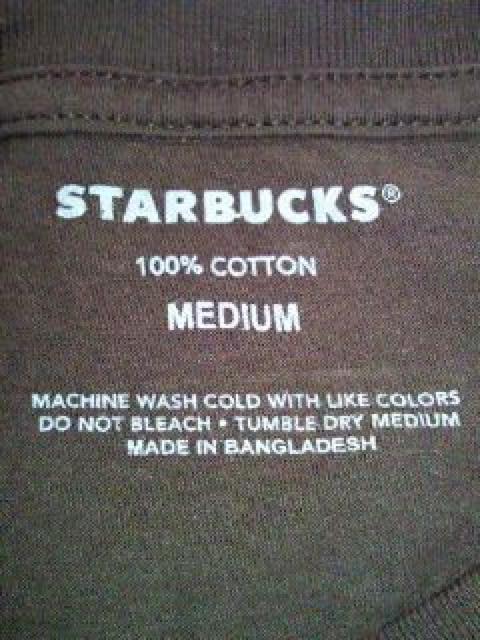 STARBUCKS®
100% COTTON
MEDIUM
MACHINE WASH COLD WITH LIKE COLORS
DO NOT BLEACH • TUMBLE DRY MEDIUM
MADE IN BANGLADESH